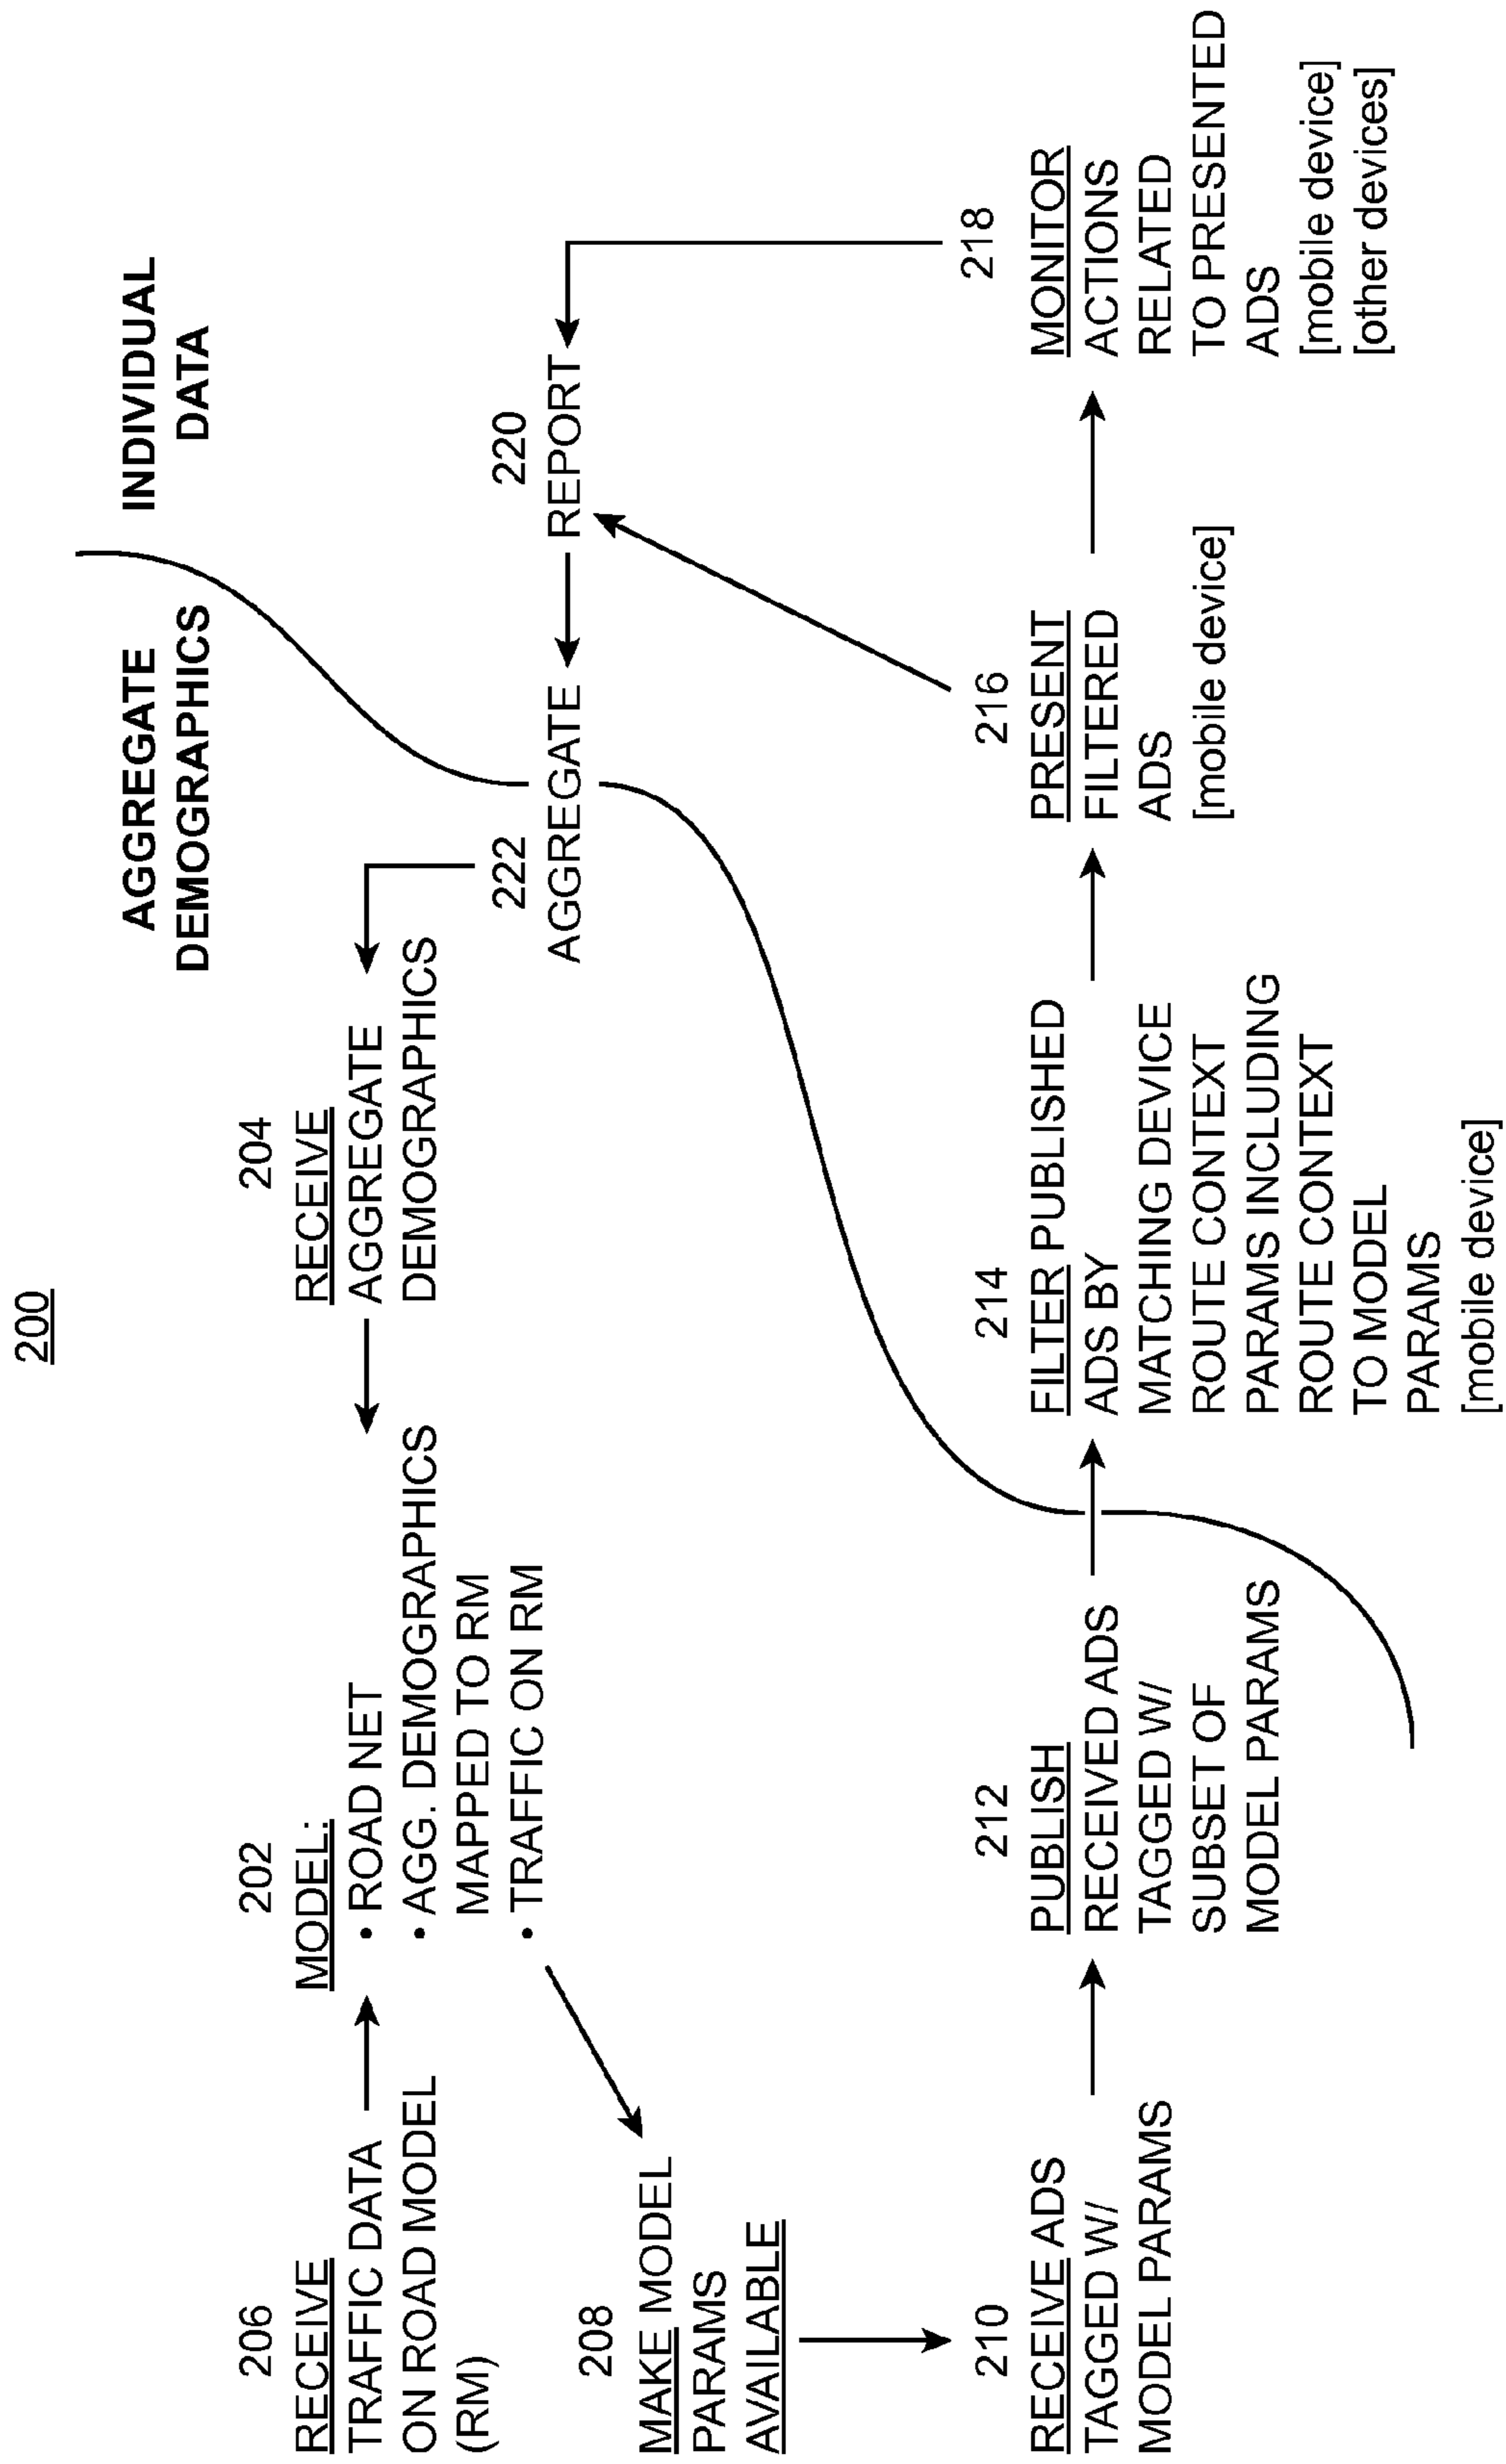 200
AGGREGATE
DEMOGRAPHICS
INDIVIDUAL
DATA
206
RECEIVE
TRAFFIC DATA
ON ROAD MODEL
(RM)
202
MODEL:
• ROAD NET
• AGG. DEMOGRAPHICS
MAPPED TO RM
• TRAFFIC ON RM
204
RECEIVE
AGGREGATE
DEMOGRAPHICS
222
AGGREGATE
220
REPORT
208
MAKE MODEL
PARAMS
AVAILABLE
210
RECEIVE ADS
TAGGED W/
MODEL PARAMS
212
PUBLISH
RECEIVED ADS
TAGGED W/
SUBSET OF
MODEL PARAMS
214
FILTER PUBLISHED
ADS BY
MATCHING DEVICE
ROUTE CONTEXT
PARAMS INCLUDING
ROUTE CONTEXT
TO MODEL
PARAMS
[mobile device]
216
PRESENT
FILTERED
ADS
[mobile device]
218
MONITOR
ACTIONS
RELATED
TO PRESENTED
ADS
[mobile device]
[other devices]